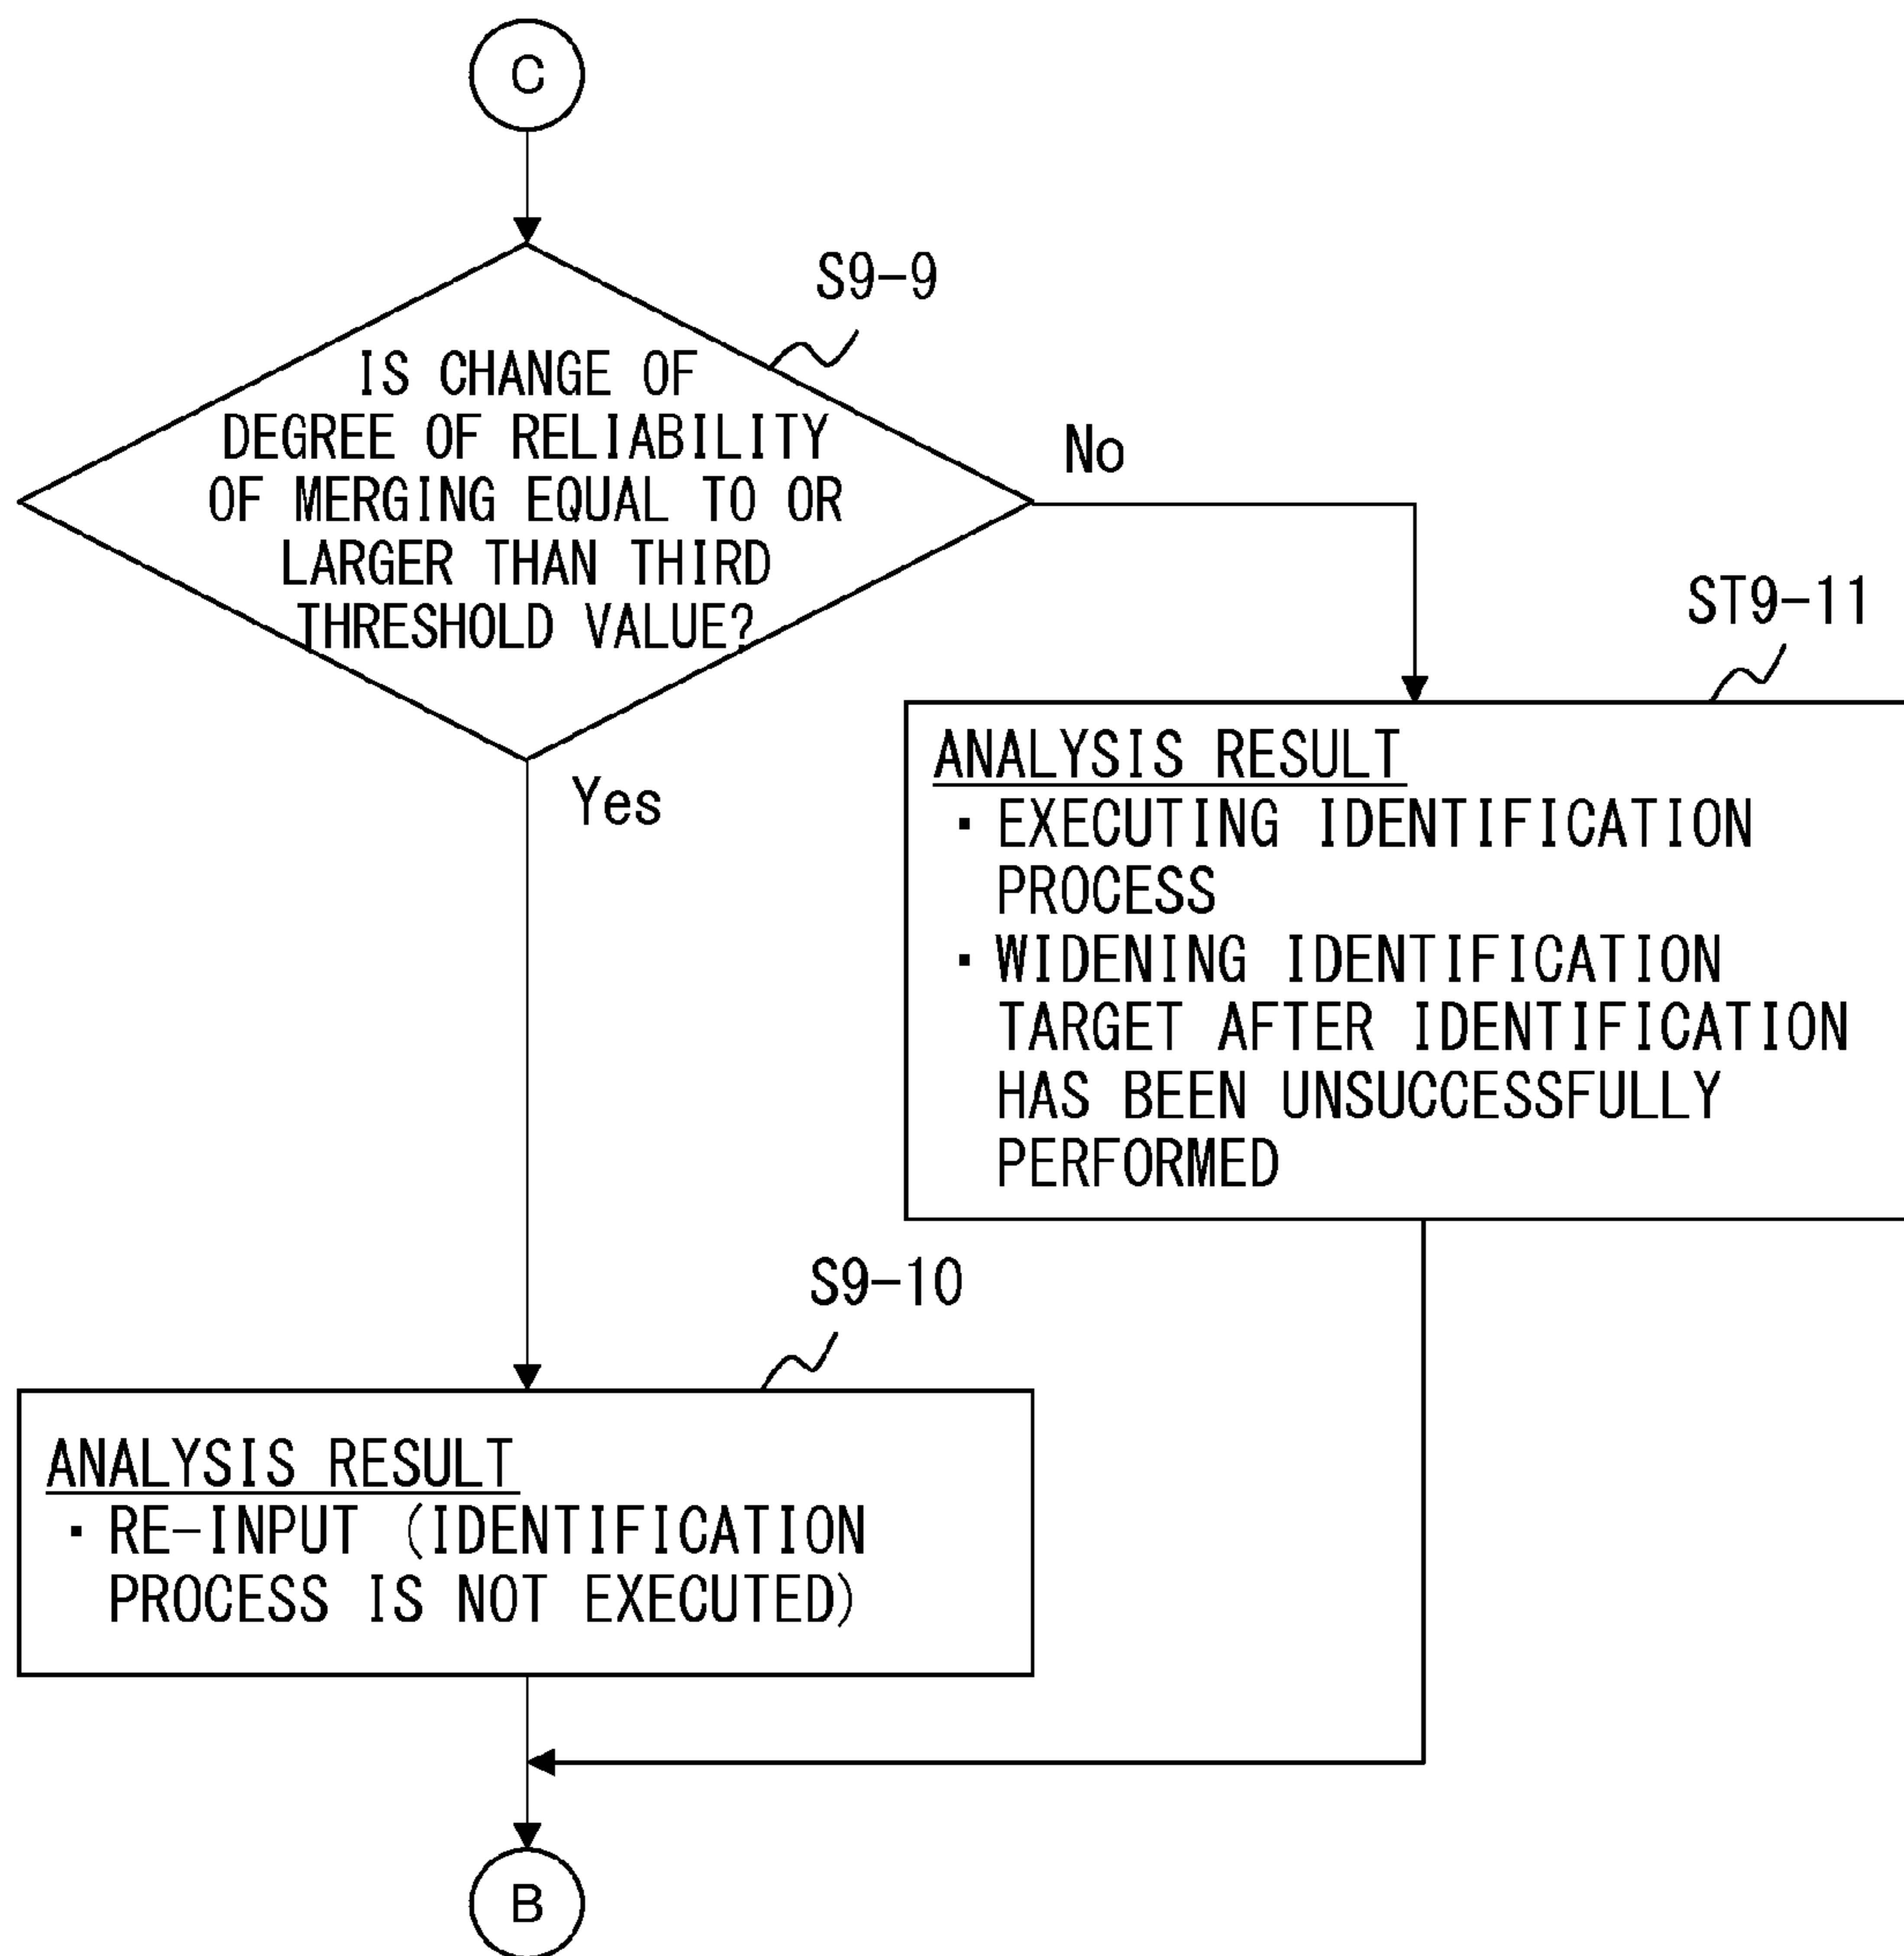 C
S9-9
IS CHANGE OF
DEGREE OF RELIABILITY
OF MERGING EQUAL TO OR
LARGER THAN THIRD
THRESHOLD VALUE?
No
Yes
ST9-11
ANALYSIS RESULT
・EXECUTING IDENTIFICATION
PROCESS
・WIDENING IDENTIFICATION
TARGET AFTER IDENTIFICATION
HAS BEEN UNSUCCESSFULLY
PERFORMED
S9-10
ANALYSIS RESULT
・RE-INPUT (IDENTIFICATION
PROCESS IS NOT EXECUTED)
B